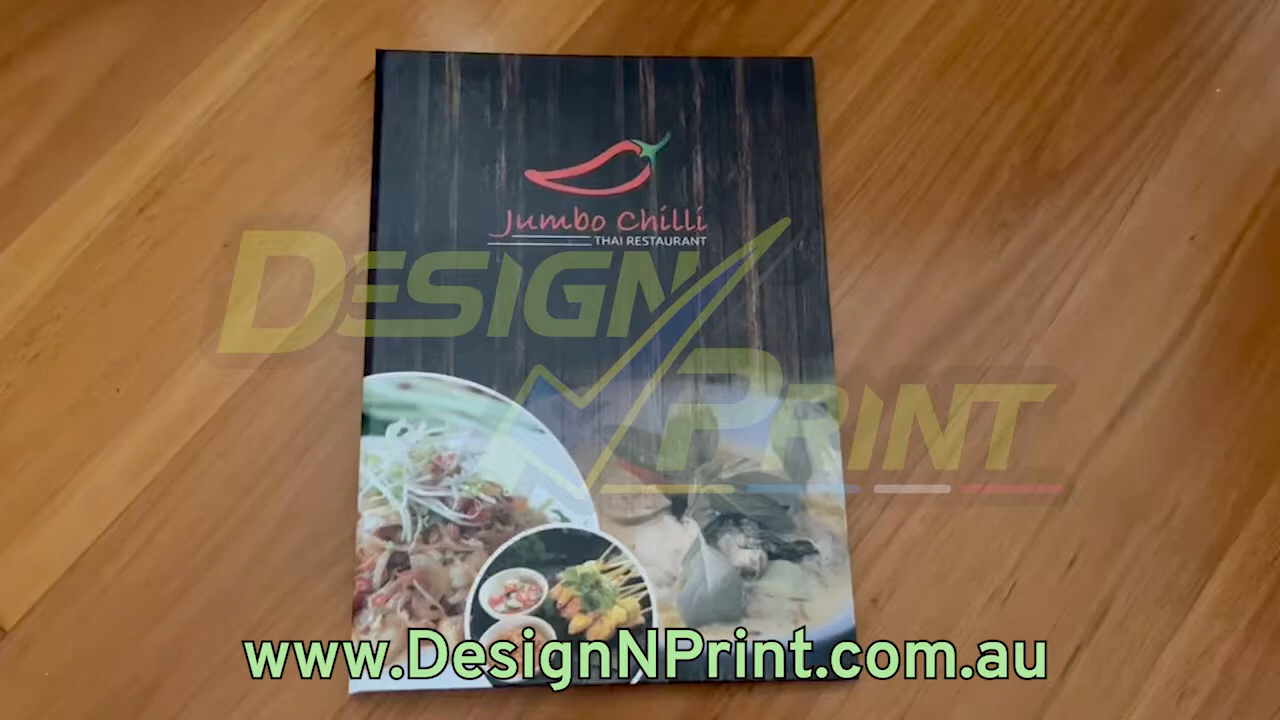 Jumbo Chilli
THAI RESTAURANT
DESIGN
N PRINT
www.DesignNPrint.com.au